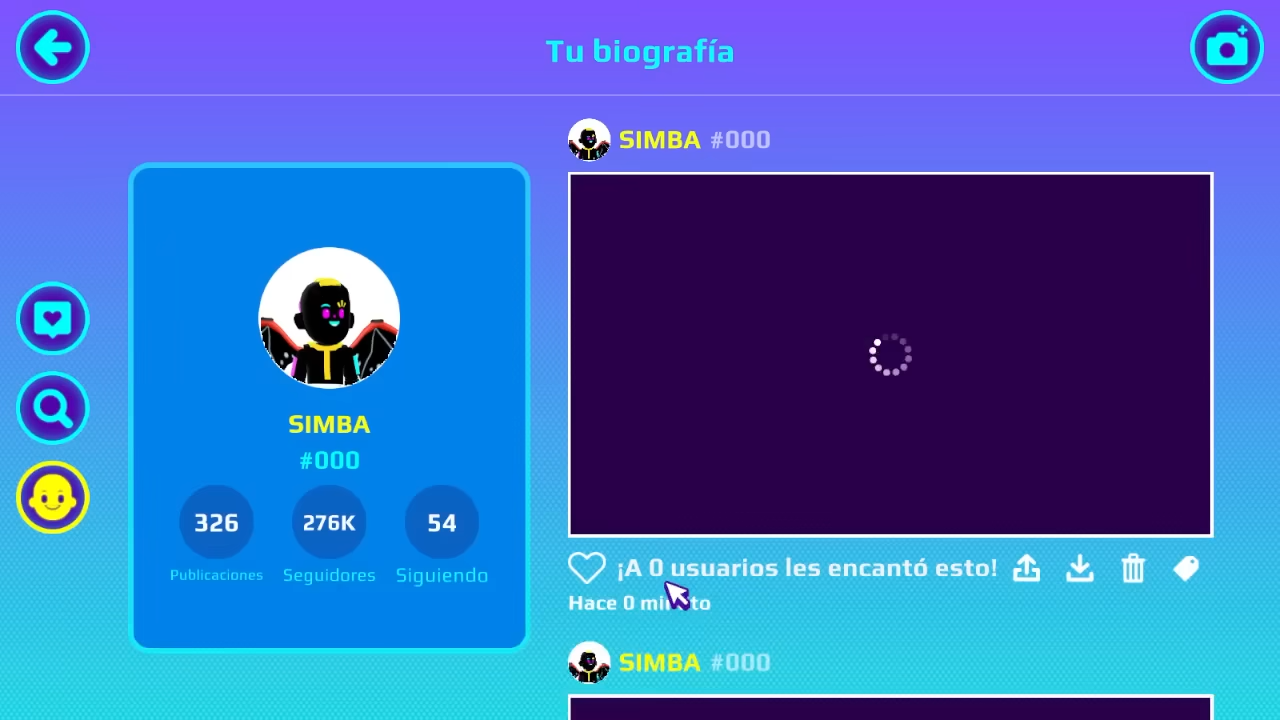 Tu biografía
SIMBA #000
SIMBA
#000
326
276K
54
Publicaciones
Seguidores
Siguiendo
¡A 0 usuarios les encantó esto!
Hace 0 minuto
SIMBA #000